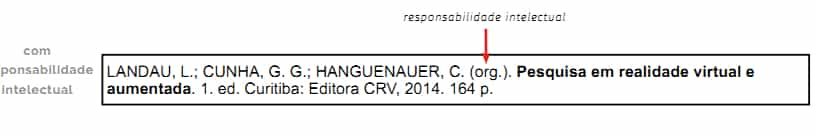 responsabilidade intelectual
com
ponsabilidade
intelectual
LANDAU, L.; CUNHA, G. G.; HANGUENAUER, C. (org.). Pesquisa em realidade virtual e
aumentada. 1. ed. Curitiba: Editora CRV, 2014. 164 p.